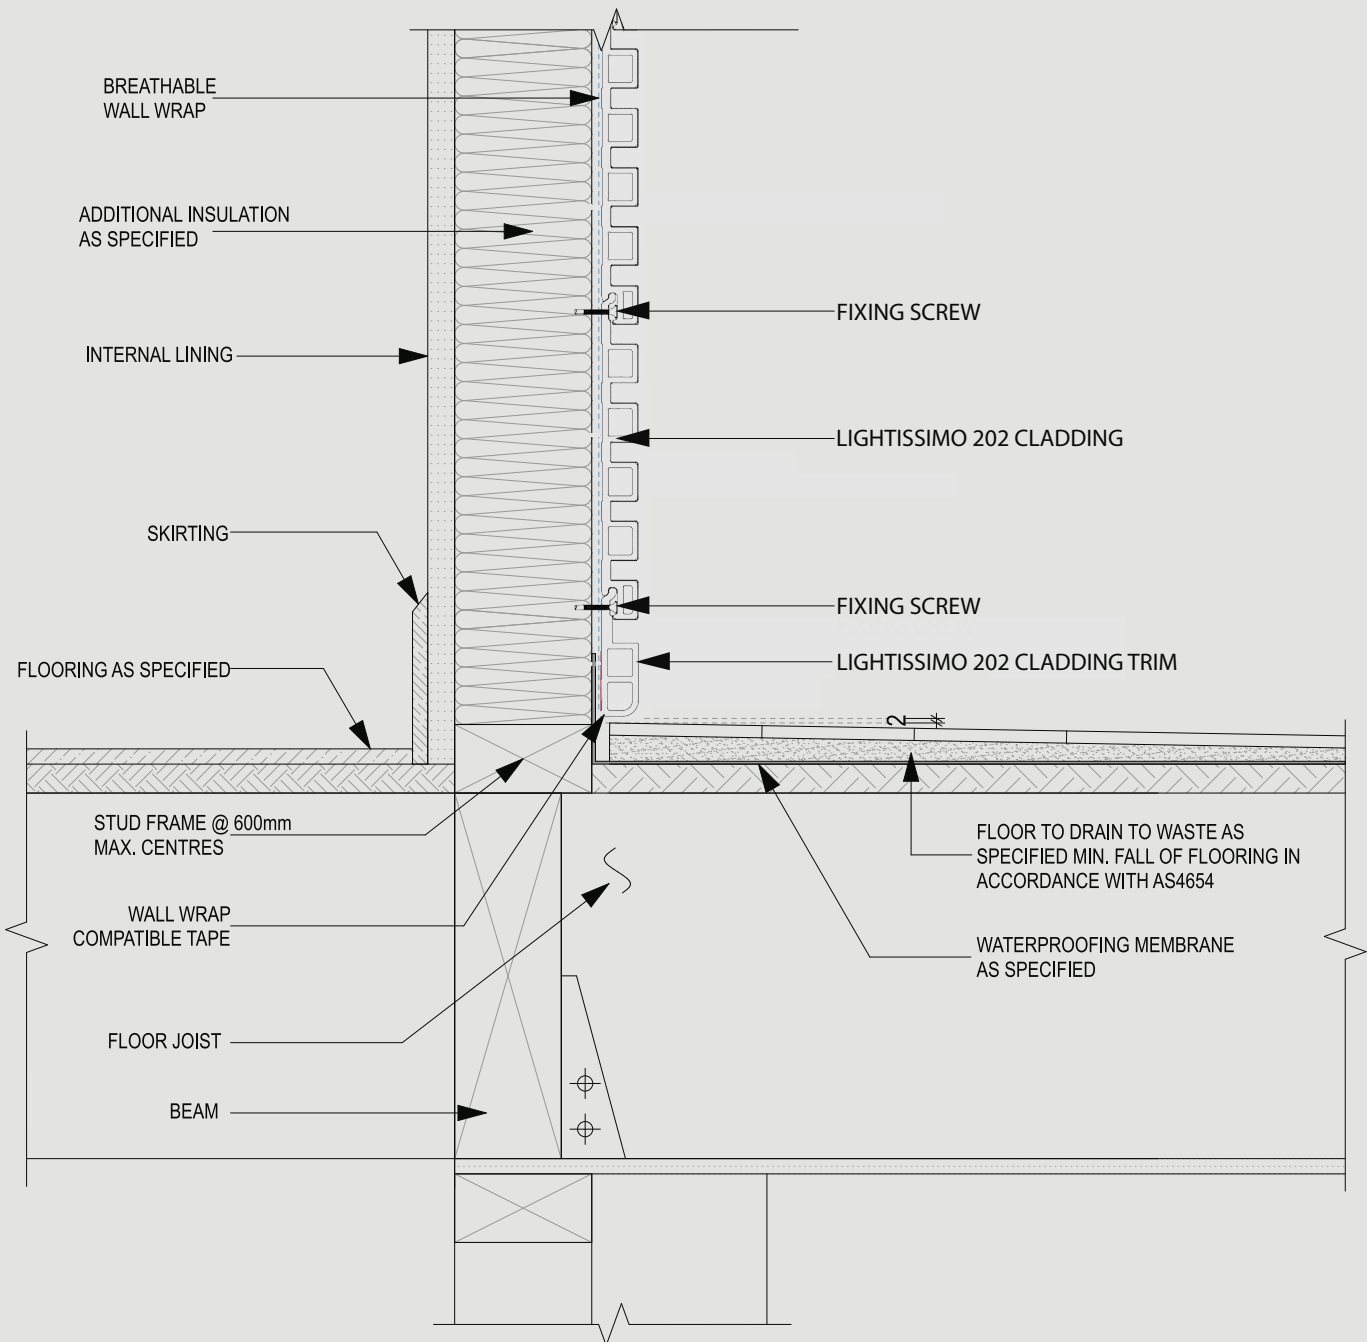 BREATHABLE
WALL WRAP
ADDITIONAL INSULATION
AS SPECIFIED
FIXING SCREW
INTERNAL LINING
LIGHTISSIMO 202 CLADDING
SKIRTING
FIXING SCREW
FLOORING AS SPECIFIED
LIGHTISSIMO 202 CLADDING TRIM
2
STUD FRAME @ 600mm
MAX. CENTRES
FLOOR TO DRAIN TO WASTE AS
SPECIFIED MIN. FALL OF FLOORING IN
ACCORDANCE WITH AS4654
WALL WRAP
COMPATIBLE TAPE
WATERPROOFING MEMBRANE
AS SPECIFIED
FLOOR JOIST
BEAM